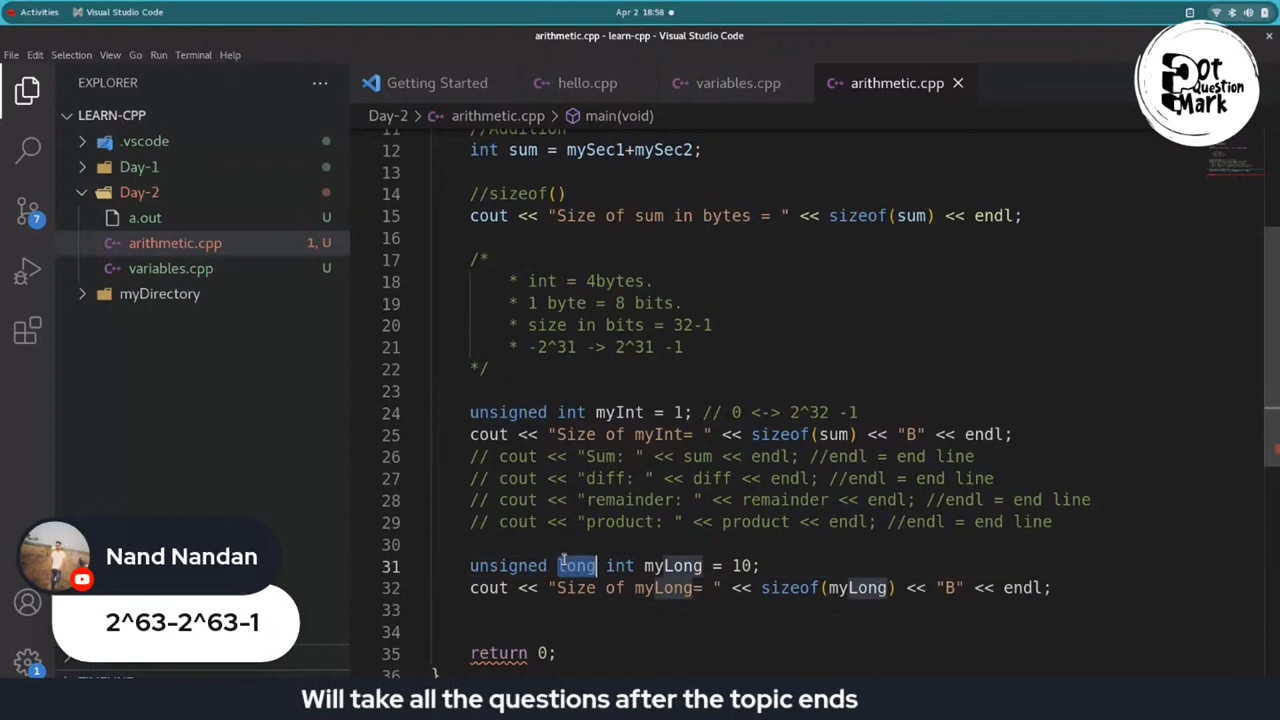 Activities
Visual Studio Code
Apr 2 18:58
arithmetic.cpp - learn-cpp - Visual Studio Code
File Edit Selection View Go Run Terminal Help
EXPLORER
LEARN-CPP
.vscode
Day-1
Day-2
a.out U
arithmetic.cpp 1, U
variables.cpp U
myDirectory
7
1
Getting Started
hello.cpp
variables.cpp
arithmetic.cpp
Day-2 > arithmetic.cpp > main(void)
11 //Addition
12 int sum = mySec1+mySec2;
13
14 //sizeof()
15 cout << "Size of sum in bytes = " << sizeof(sum) << endl;
16
17 /*
18 * int = 4bytes.
19 * 1 byte = 8 bits.
20 * size in bits = 32-1
21 * -2^31 -> 2^31 -1
22 */
23
24 unsigned int myInt = 1; // 0 <-> 2^32 -1
25 cout << "Size of myInt= " << sizeof(sum) << "B" << endl;
26 // cout << "Sum: " << sum << endl; //endl = end line
27 // cout << "diff: " << diff << endl; //endl = end line
28 // cout << "remainder: " << remainder << endl; //endl = end line
29 // cout << "product: " << product << endl; //endl = end line
30
31 unsigned long int myLong = 10;
32 cout << "Size of myLong= " << sizeof(myLong) << "B" << endl;
33
34
35 return 0;
36 }
Dot
Question
Mark
Nand Nandan
2^63-2^63-1
Will take all the questions after the topic ends